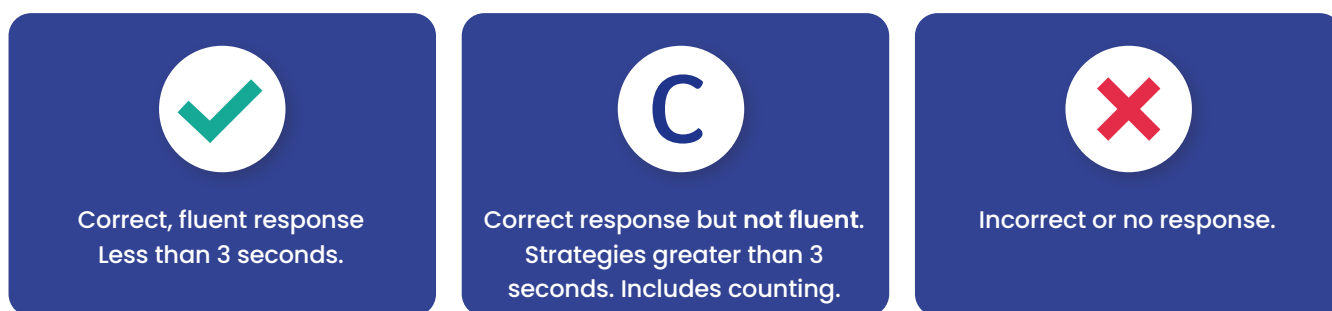 Correct, fluent response
Less than 3 seconds.
C
Correct response but not fluent.
Strategies greater than 3
seconds. Includes counting.
Incorrect or no response.